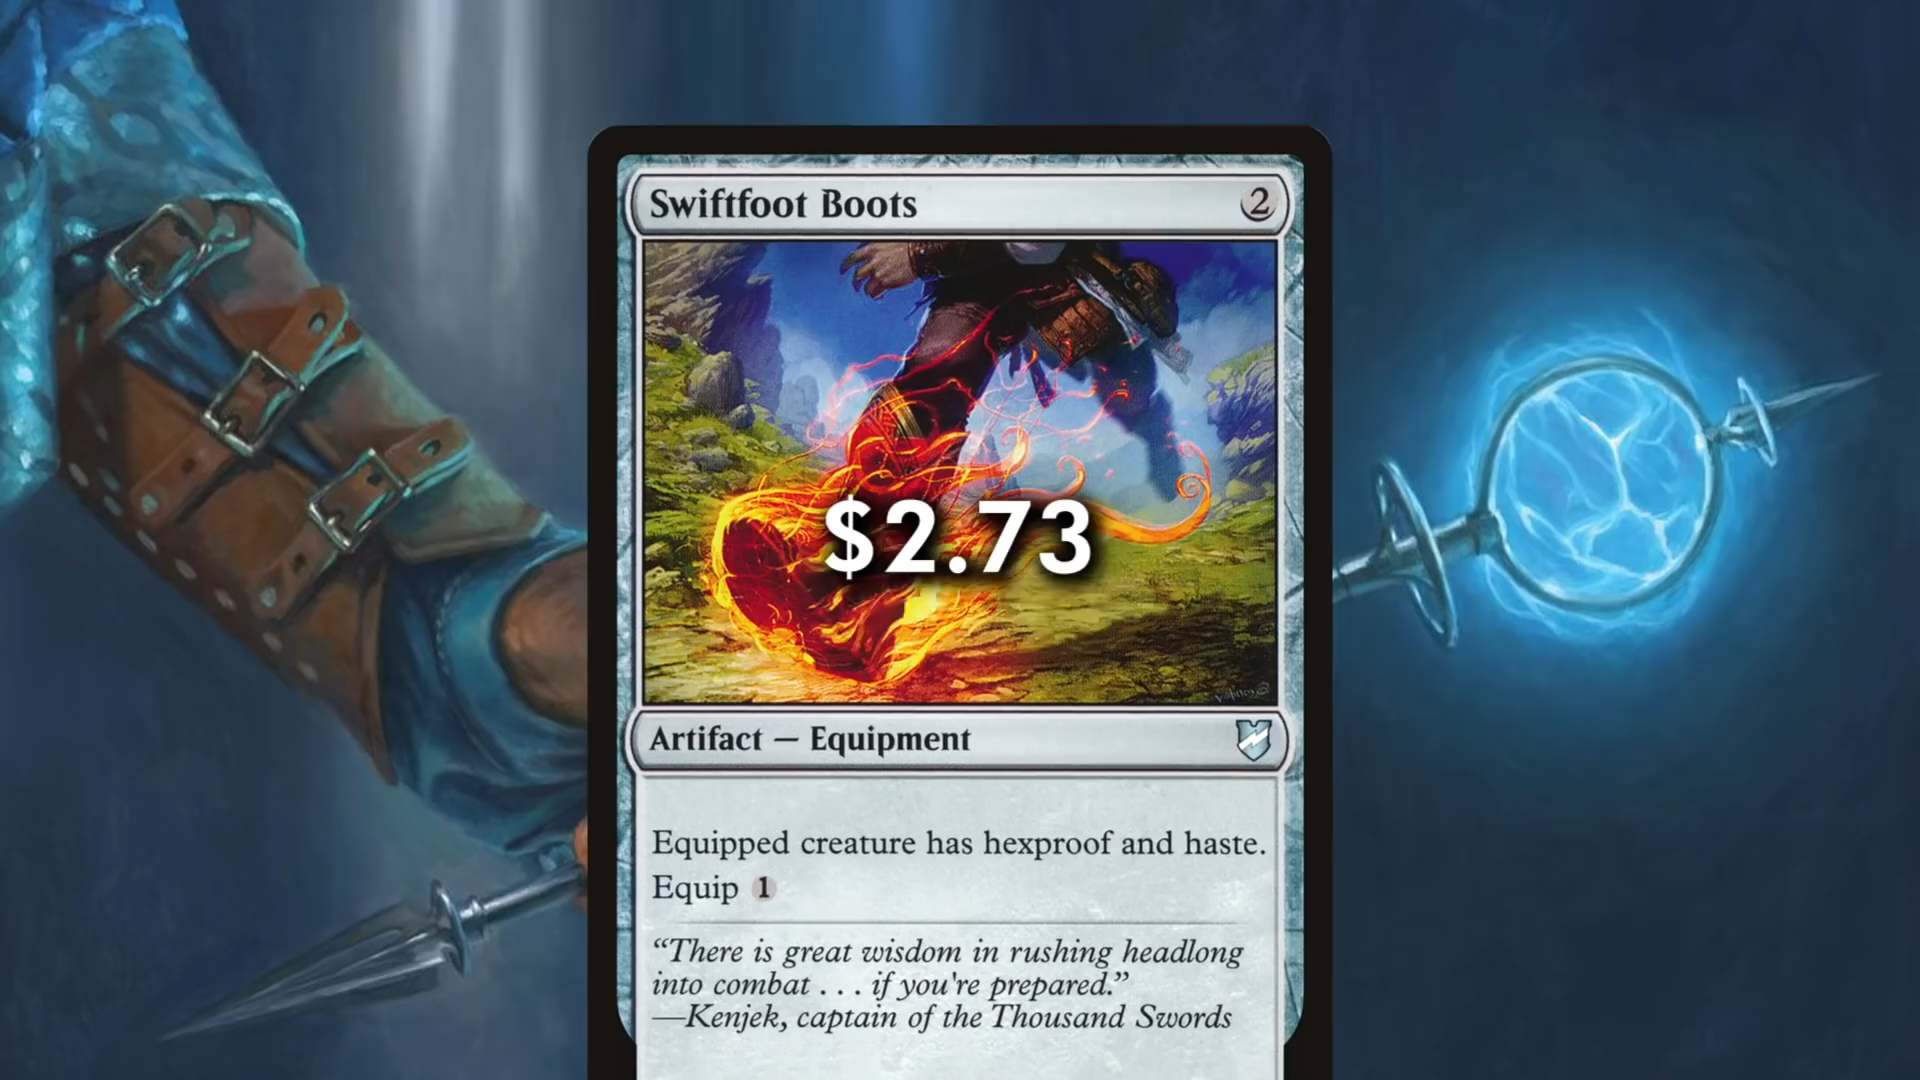 Swiftfoot Boots 2
$2.73
Artifact — Equipment
Equipped creature has hexproof and haste.
Equip 1
“There is great wisdom in rushing headlong
into combat . . . if you're prepared.”
—Kenjek, captain of the Thousand Swords